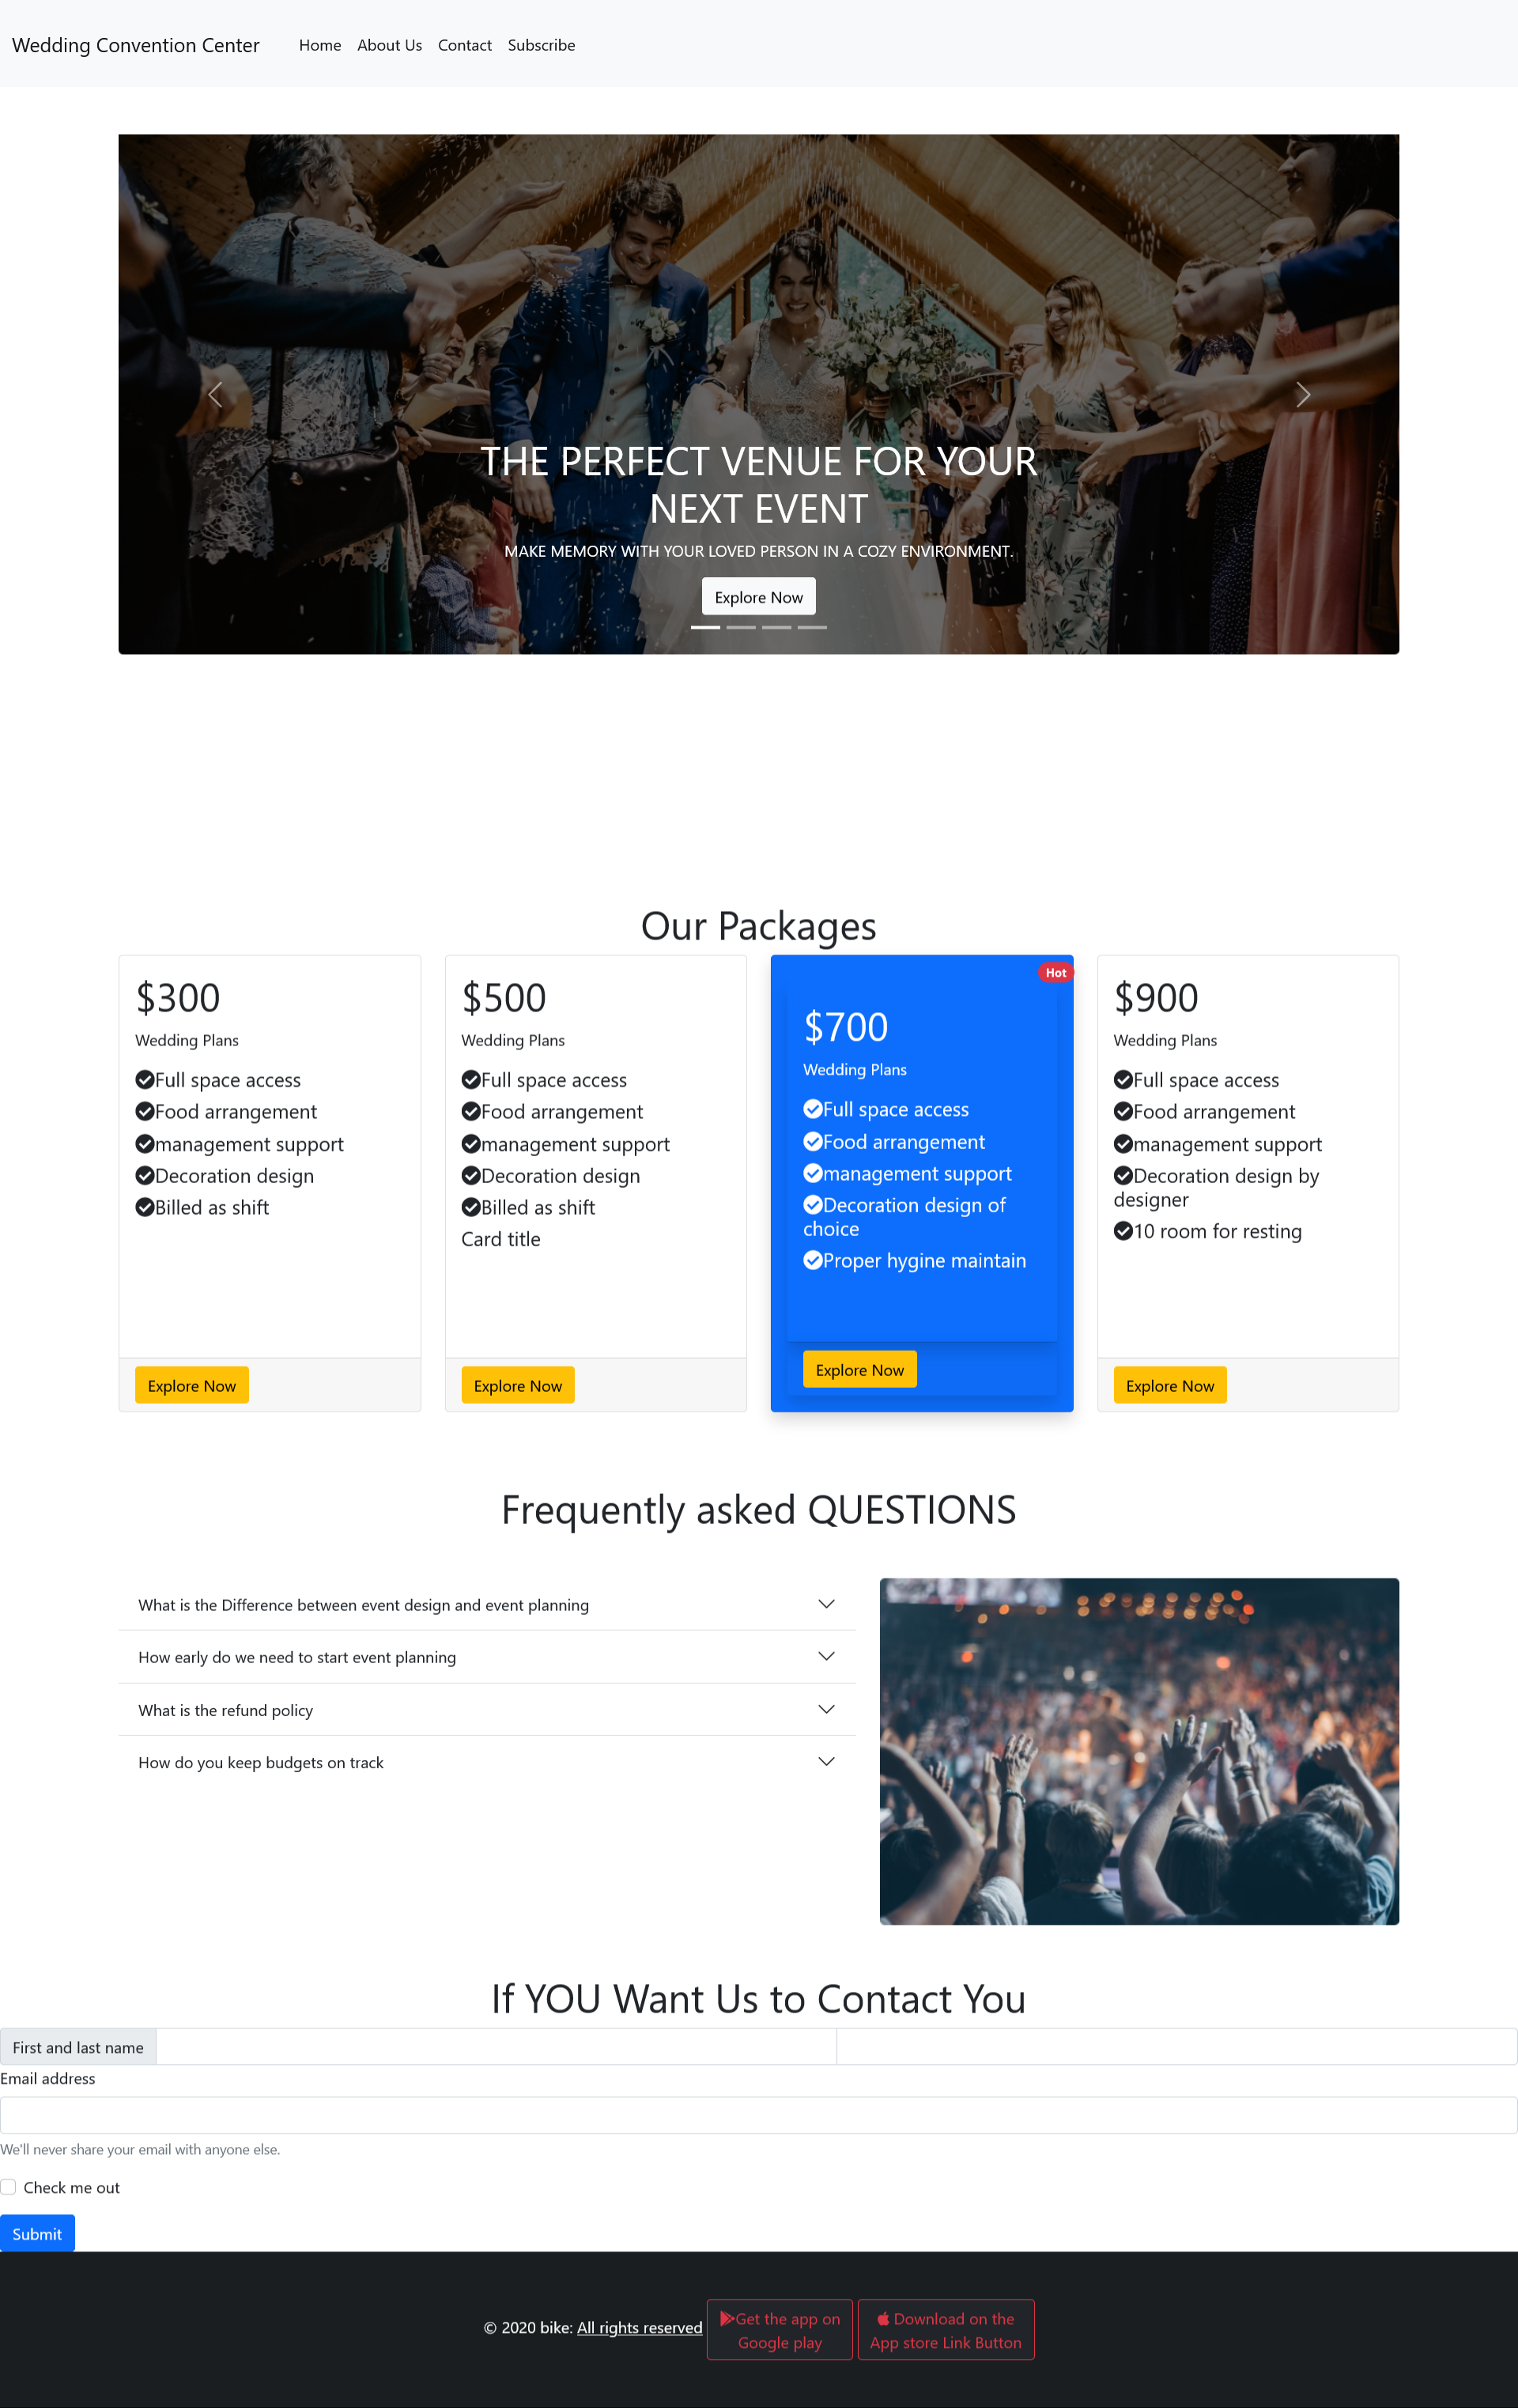 Wedding Convention Center
Home
About Us
Contact
Subscribe
THE PERFECT VENUE FOR YOUR
NEXT EVENT
MAKE MEMORY WITH YOUR LOVED PERSON IN A COZY ENVIRONMENT.
Explore Now
Our Packages
$300
Wedding Plans
Full space access
Food arrangement
management support
Decoration design
Billed as shift
Explore Now
$500
Wedding Plans
Full space access
Food arrangement
management support
Decoration design
Billed as shift
Card title
Explore Now
Hot
$700
Wedding Plans
Full space access
Food arrangement
management support
Decoration design of
choice
Proper hygine maintain
Explore Now
$900
Wedding Plans
Full space access
Food arrangement
management support
Decoration design by
designer
10 room for resting
Explore Now
Frequently asked QUESTIONS
What is the Difference between event design and event planning
How early do we need to start event planning
What is the refund policy
How do you keep budgets on track
If YOU Want Us to Contact You
First and last name
Email address
We'll never share your email with anyone else.
Check me out
Submit
© 2020 bike: All rights reserved
Get the app on
Google play
Download on the
App store Link Button